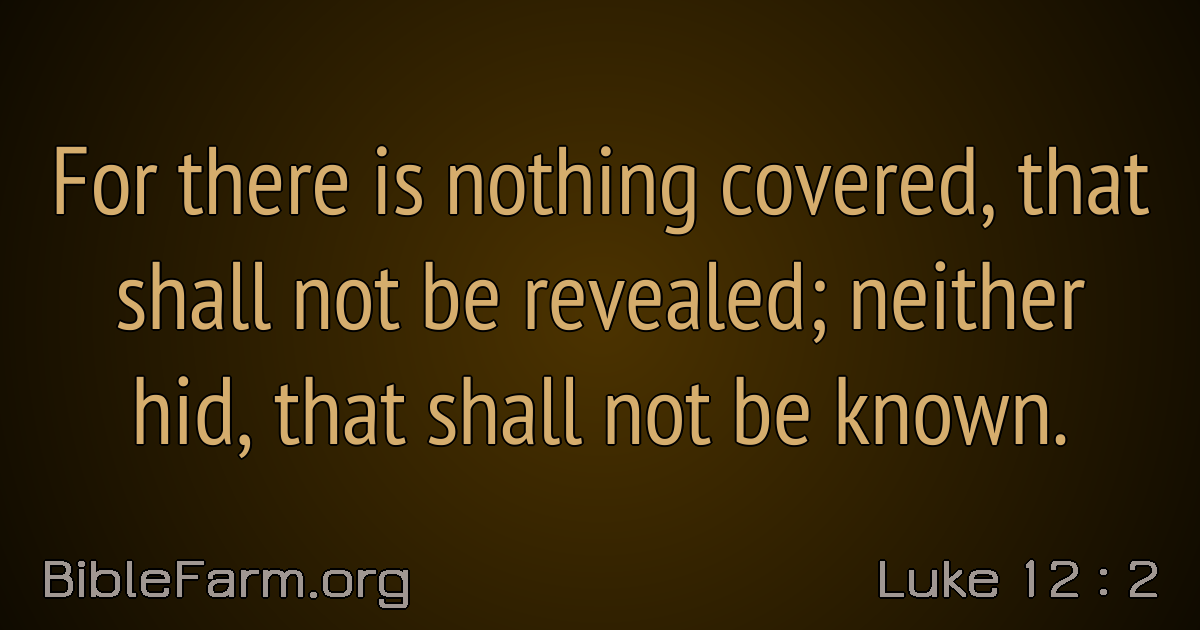 For there is nothing covered, that
shall not be revealed; neither
hid, that shall not be known.
BibleFarm.org
Luke 12 : 2